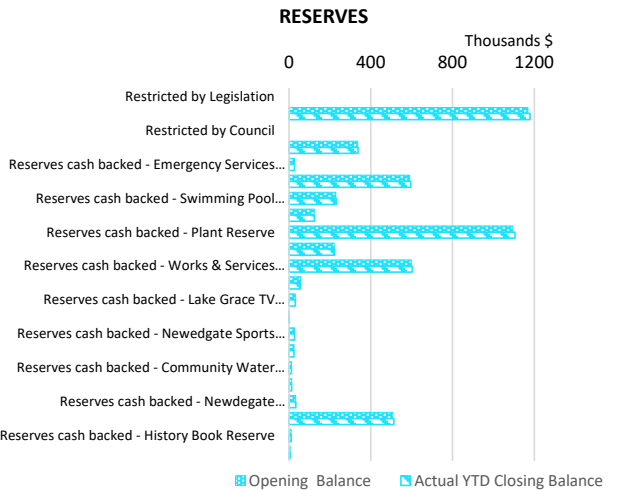 RESERVES
Thousands $
0 400 800 1200
Restricted by Legislation
Restricted by Council
Reserves cash backed - Emergency Services...
Reserves cash backed - Swimming Pool...
Reserves cash backed - Plant Reserve
Reserves cash backed - Works & Services...
Reserves cash backed - Lake Grace TV...
Reserves cash backed - Newedgate Sports...
Reserves cash backed - Community Water...
Reserves cash backed - Newdegate...
Reserves cash backed - History Book Reserve
Opening Balance Actual YTD Closing Balance